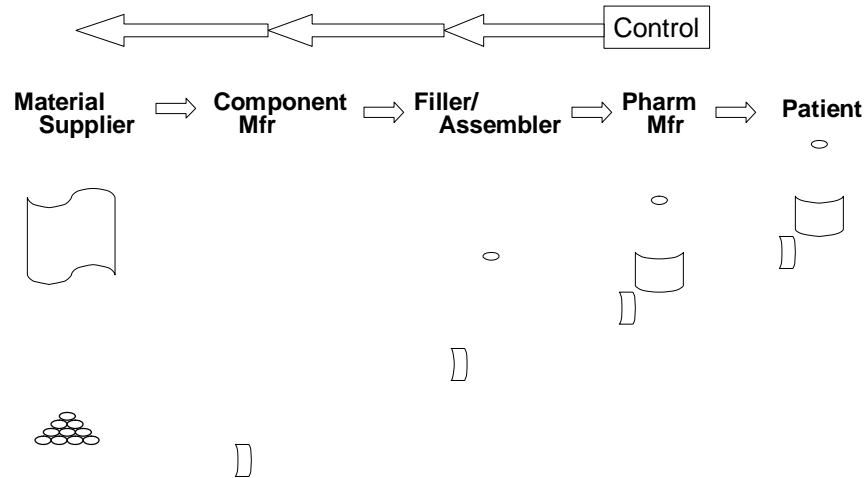 Control
Material Supplier
Component Mfr
Filler/ Assembler
Pharm Mfr
Patient